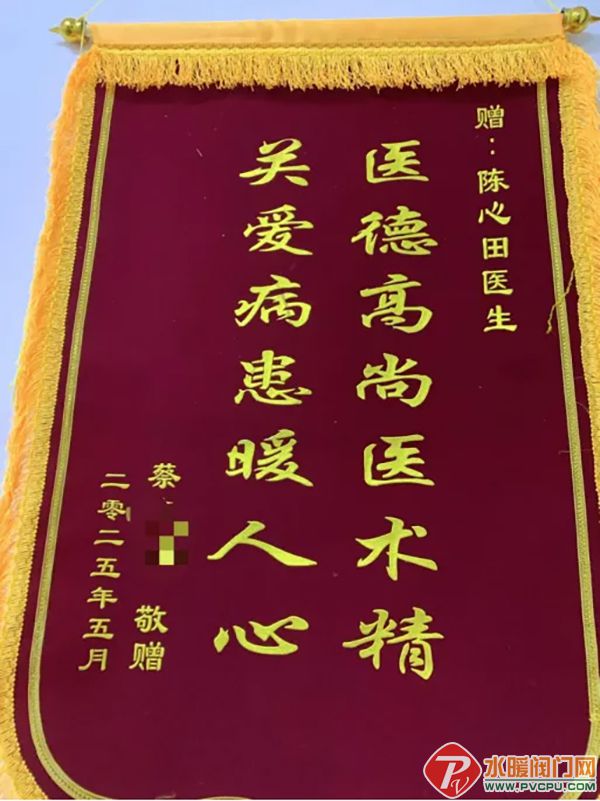 赠：陈心田医生
医德高尚医术精
关爱病患暖人心
蔡
敬赠
二零二五年五月
水暖阀门网
WWW.PVCPU.COM